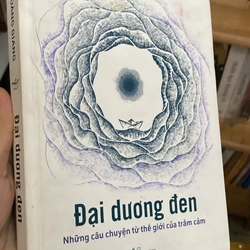 Đại dương đen
Những câu chuyện từ thế giới của trầm cảm
Đại dương đen